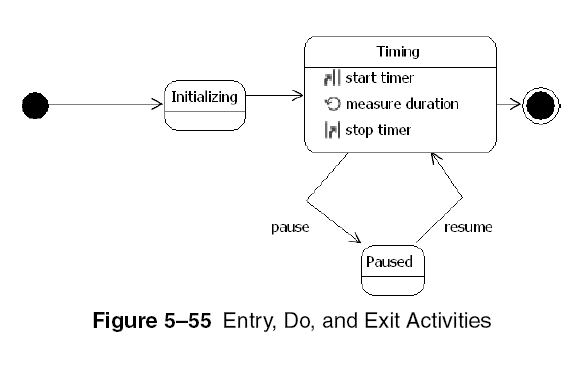 Timing
Initializing
start timer
measure duration
stop timer
pause
resume
Paused
Figure 5–55 Entry, Do, and Exit Activities